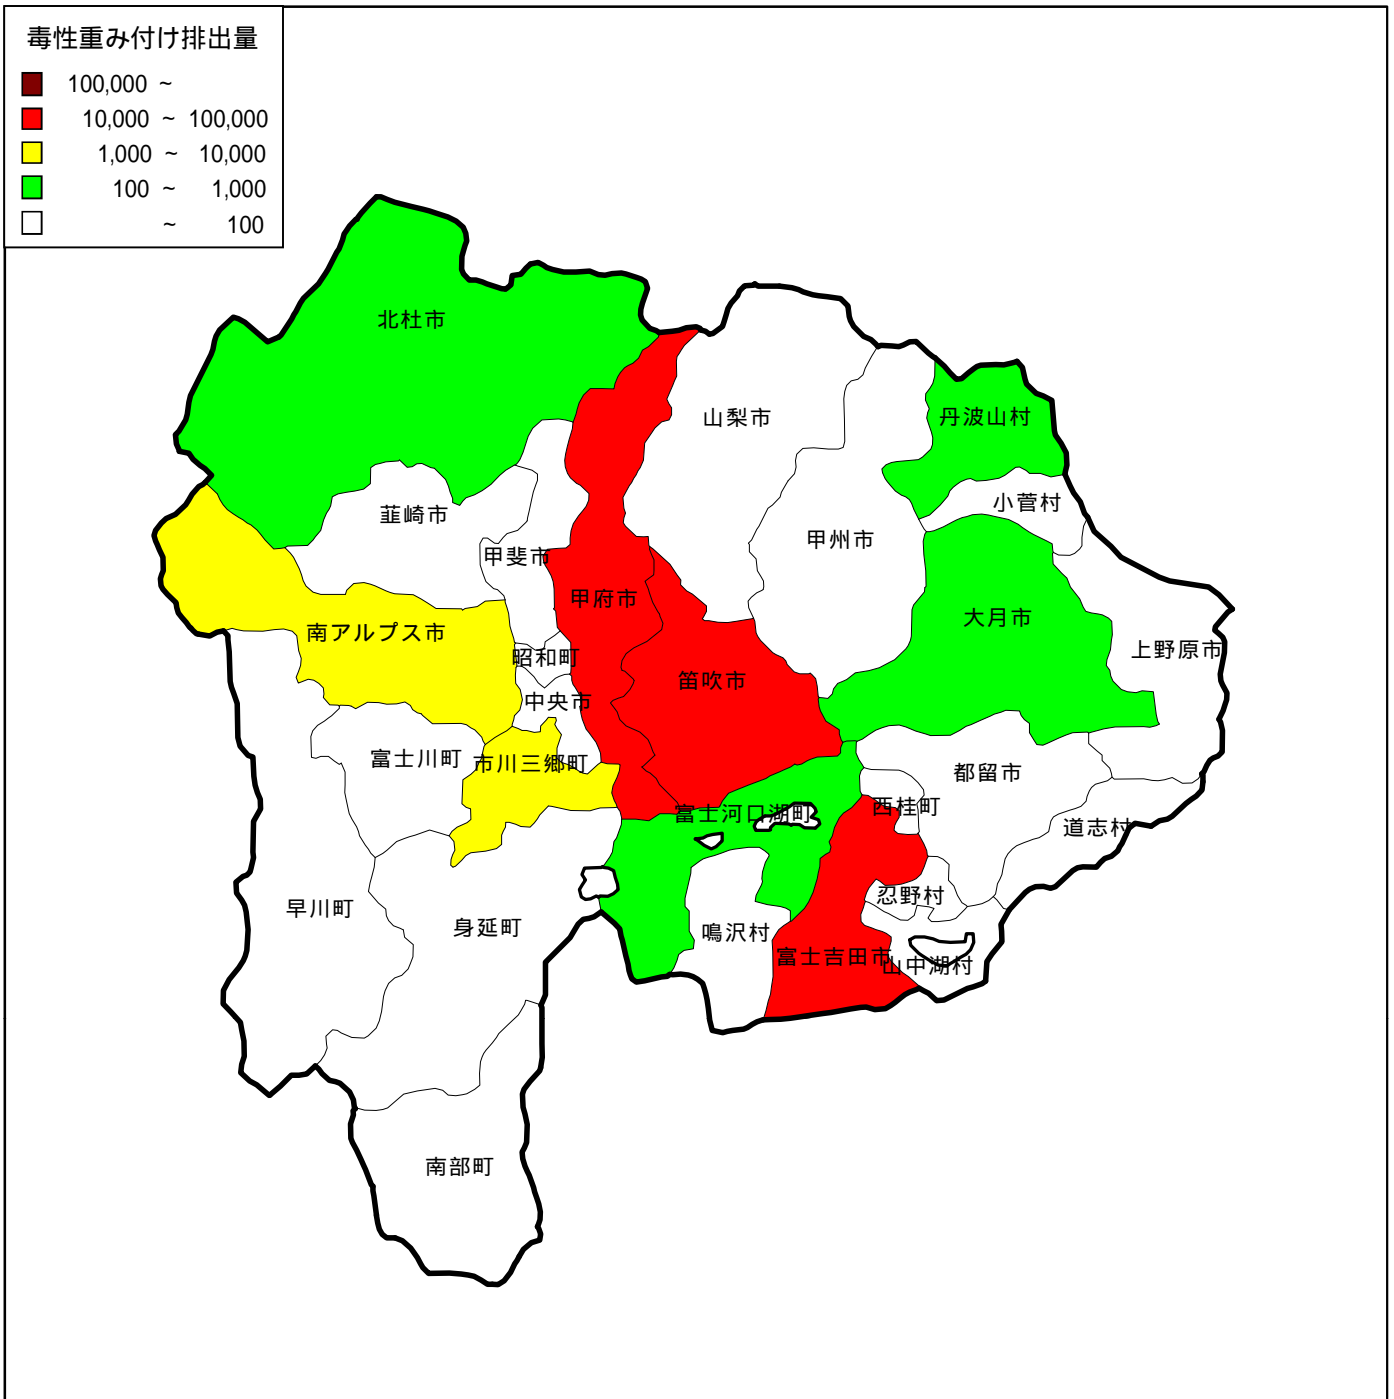 毒性重み付け排出量
100,000 ~
10,000 ~ 100,000
1,000 ~ 10,000
100 ~ 1,000
~ 100
北杜市
山梨市
丹波山村
小菅村
韮崎市
甲州市
甲斐市
甲府市
大月市
南アルプス市
上野原市
昭和町
笛吹市
中央市
富士川町
市川三郷町
都留市
西桂町
富士河口湖町
道志村
忍野村
早川町
身延町
鳴沢村
富士吉田市
山中湖村
南部町